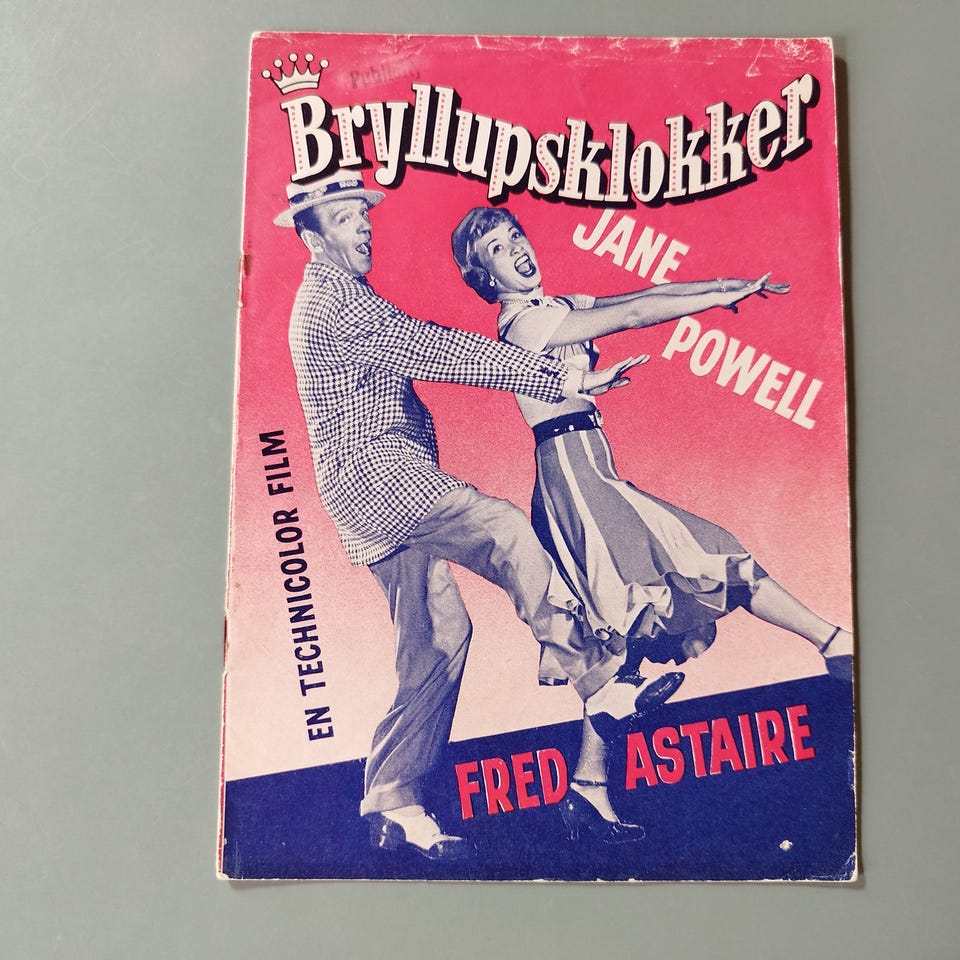 Bryllupsklokker
JANE
POWELL
EN TECHNICOLOR FILM
FRED ASTAIRE